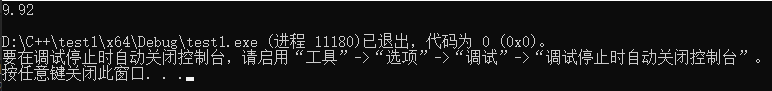 9.92
D:\C++\test1\x64\Debug\test1.exe (进程 11180)已退出，代码为 0 (0x0)。
要在调试停止时自动关闭控制台，请启用“工具”->“选项”->“调试”->“调试停止时自动关闭控制台”。
按任意键关闭此窗口. . .